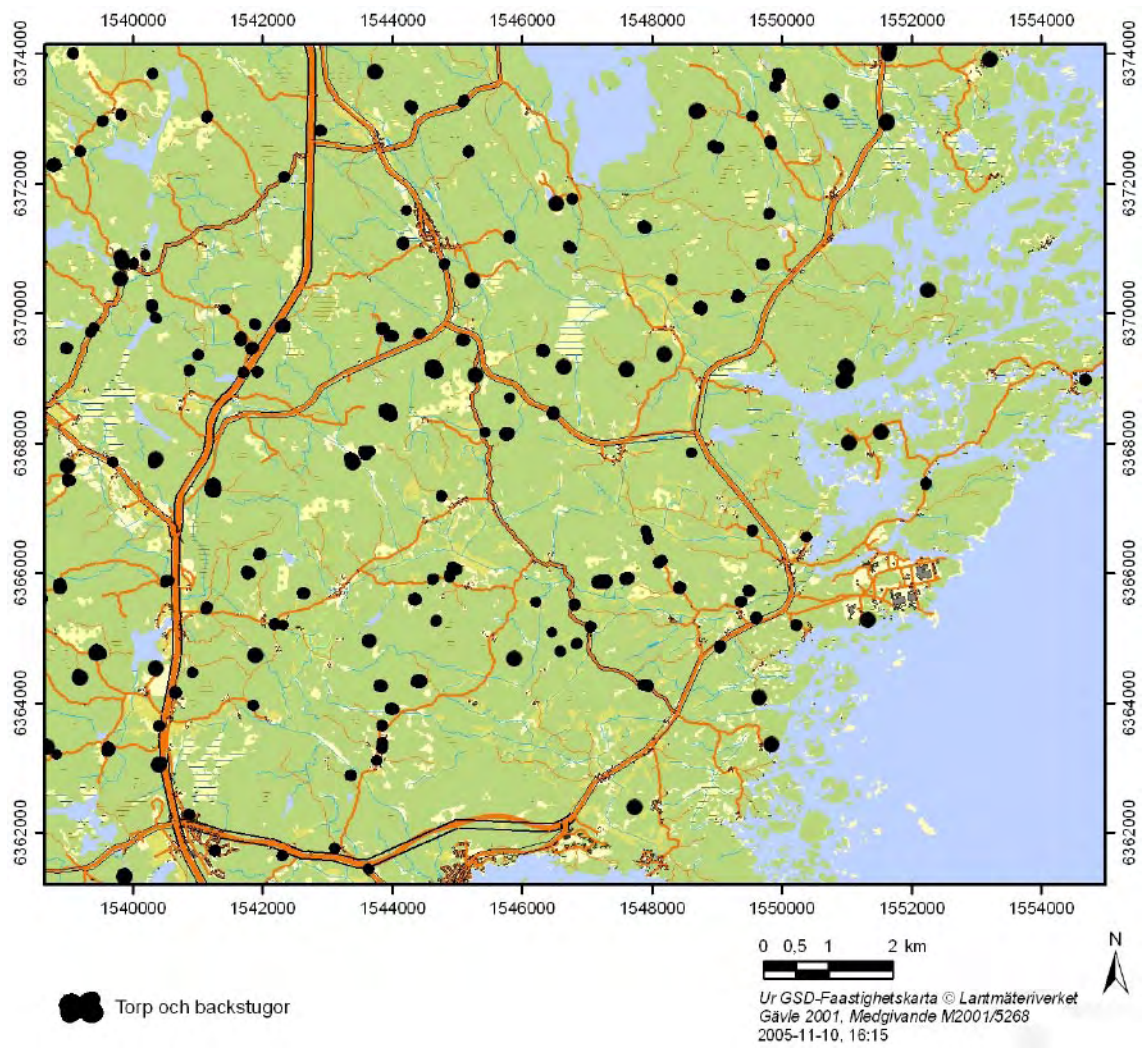 1540000 1542000 1544000 1546000 1548000 1550000 1552000 1554000
6374000 6374000
6372000 6372000
6370000 6370000
6368000 6368000
6366000 6366000
6364000 6364000
6362000 6362000
1540000 1542000 1544000 1546000 1548000 1550000 1552000 1554000
0 0,5 1 2 km
N
Torp och backstugor
Ur GSD-Faastighetskarta © Lantmäteriverket
Gävle 2001, Medgivande M2001/5268
2005-11-10, 16:15